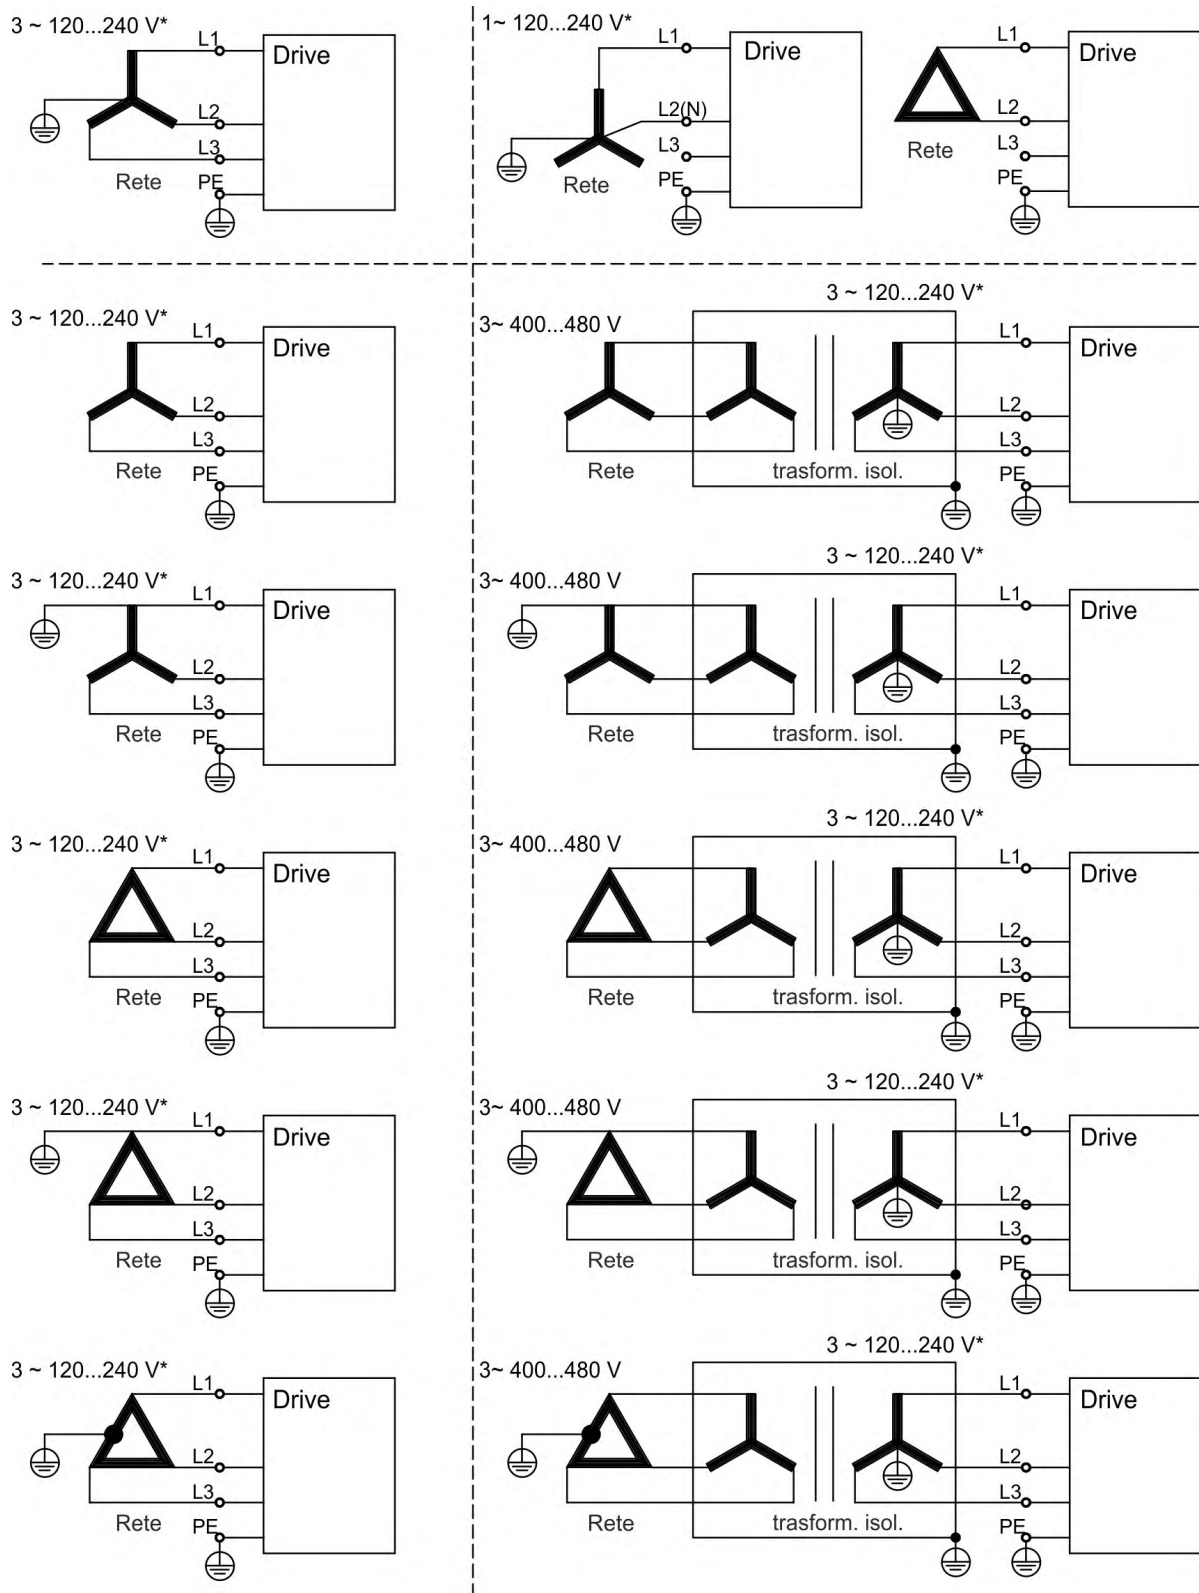 3 ~ 120...240 V*
L1
Drive
L2
L3
Rete
PE
1~ 120...240 V*
L1
Drive
L2(N)
L3
Rete
PE
L1
Drive
L2
L3
Rete
PE
3 ~ 120...240 V*
L1
Drive
L2
L3
Rete
PE
3 ~ 120...240 V*
3~ 400...480 V
L1
Drive
L2
L3
Rete
trasform. isol.
PE
3 ~ 120...240 V*
L1
Drive
L2
L3
Rete
PE
3 ~ 120...240 V*
3~ 400...480 V
L1
Drive
L2
L3
Rete
trasform. isol.
PE
3 ~ 120...240 V*
L1
Drive
L2
L3
Rete
PE
3 ~ 120...240 V*
3~ 400...480 V
L1
Drive
L2
L3
Rete
trasform. isol.
PE
3 ~ 120...240 V*
L1
Drive
L2
L3
Rete
PE
3 ~ 120...240 V*
3~ 400...480 V
L1
Drive
L2
L3
Rete
trasform. isol.
PE
3 ~ 120...240 V*
L1
Drive
L2
L3
Rete
PE
3 ~ 120...240 V*
3~ 400...480 V
L1
Drive
L2
L3
Rete
trasform. isol.
PE